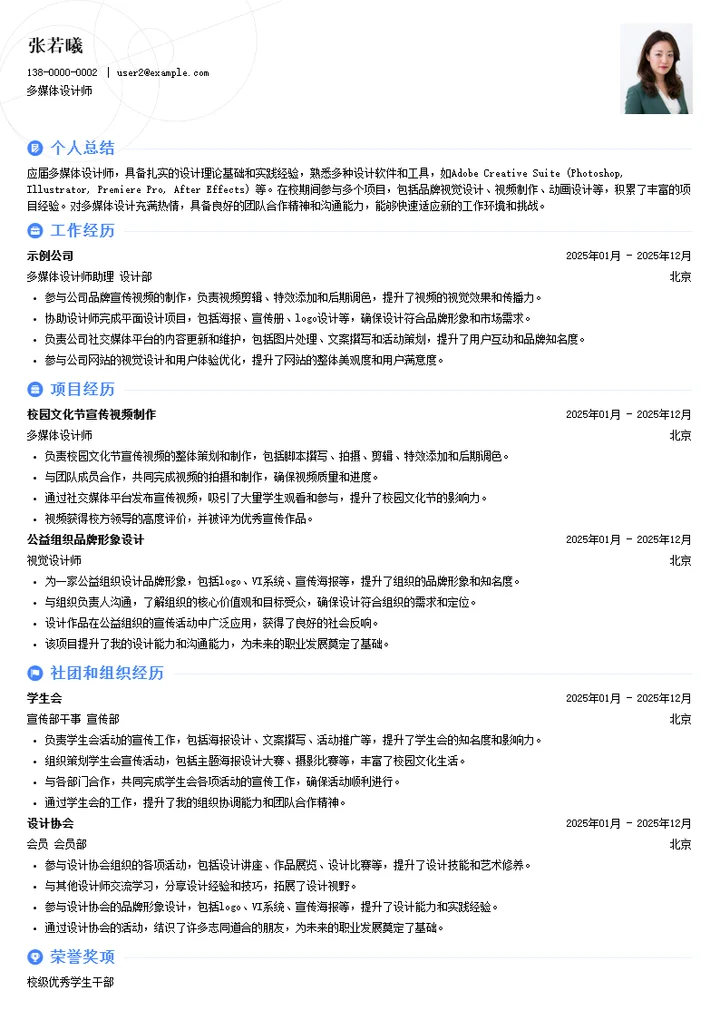 张若曦
138-0000-0002 | user2@example.com
多媒体设计师
个人总结
应届多媒体设计师，具备扎实的设计理论基础和实践经验，熟悉多种设计软件和工具，如Adobe Creative Suite (Photoshop,
Illustrator, Premiere Pro, After Effects) 等。在校期间参与多个项目，包括品牌视觉设计、视频制作、动画设计等，积累了丰富的项
目经验。对多媒体设计充满热情，具备良好的团队合作精神和沟通能力，能够快速适应新的工作环境和挑战。
工作经历
示例公司 2025年01月 - 2025年12月
多媒体设计师助理 设计部 北京
• 参与公司品牌宣传视频的制作，负责视频剪辑、特效添加和后期调色，提升了视频的视觉效果和传播力。
• 协助设计师完成平面设计项目，包括海报、宣传册、logo设计等，确保设计符合品牌形象和市场需求。
• 负责公司社交媒体平台的内容更新和维护，包括图片处理、文案撰写和活动策划，提升了用户互动和品牌知名度。
• 参与公司网站的视觉设计和用户体验优化，提升了网站的整体美观度和用户满意度。
项目经历
校园文化节宣传视频制作 2025年01月 - 2025年12月
多媒体设计师 北京
• 负责校园文化节宣传视频的整体策划和制作，包括脚本撰写、拍摄、剪辑、特效添加和后期调色。
• 与团队成员合作，共同完成视频的拍摄和制作，确保视频质量和进度。
• 通过社交媒体平台发布宣传视频，吸引了大量学生观看和参与，提升了校园文化节的影响力。
• 视频获得校方领导的高度评价，并被评为优秀宣传作品。
公益组织品牌形象设计 2025年01月 - 2025年12月
视觉设计师 北京
• 为一家公益组织设计品牌形象，包括logo、VI系统、宣传海报等，提升了组织的品牌形象和知名度。
• 与组织负责人沟通，了解组织的核心价值观和目标受众，确保设计符合组织的需求和定位。
• 设计作品在公益组织的宣传活动中广泛应用，获得了良好的社会反响。
• 该项目提升了我的设计能力和沟通能力，为未来的职业发展奠定了基础。
社团和组织经历
学生会 2025年01月 - 2025年12月
宣传部干事 宣传部 北京
• 负责学生会活动的宣传工作，包括海报设计、文案撰写、活动推广等，提升了学生会的知名度和影响力。
• 组织策划学生会宣传活动，包括主题海报设计大赛、摄影比赛等，丰富了校园文化生活。
• 与各部门合作，共同完成学生会各项活动的宣传工作，确保活动顺利进行。
• 通过学生会的工作，提升了我的组织协调能力和团队合作精神。
设计协会 2025年01月 - 2025年12月
会员 会员部 北京
• 参与设计协会组织的各项活动，包括设计讲座、作品展览、设计比赛等，提升了设计技能和艺术修养。
• 与其他设计师交流学习，分享设计经验和技巧，拓展了设计视野。
• 参与设计协会的品牌形象设计，包括logo、VI系统、宣传海报等，提升了设计能力和实践经验。
• 通过设计协会的活动，结识了许多志同道合的朋友，为未来的职业发展奠定了基础。
荣誉奖项
校级优秀学生干部